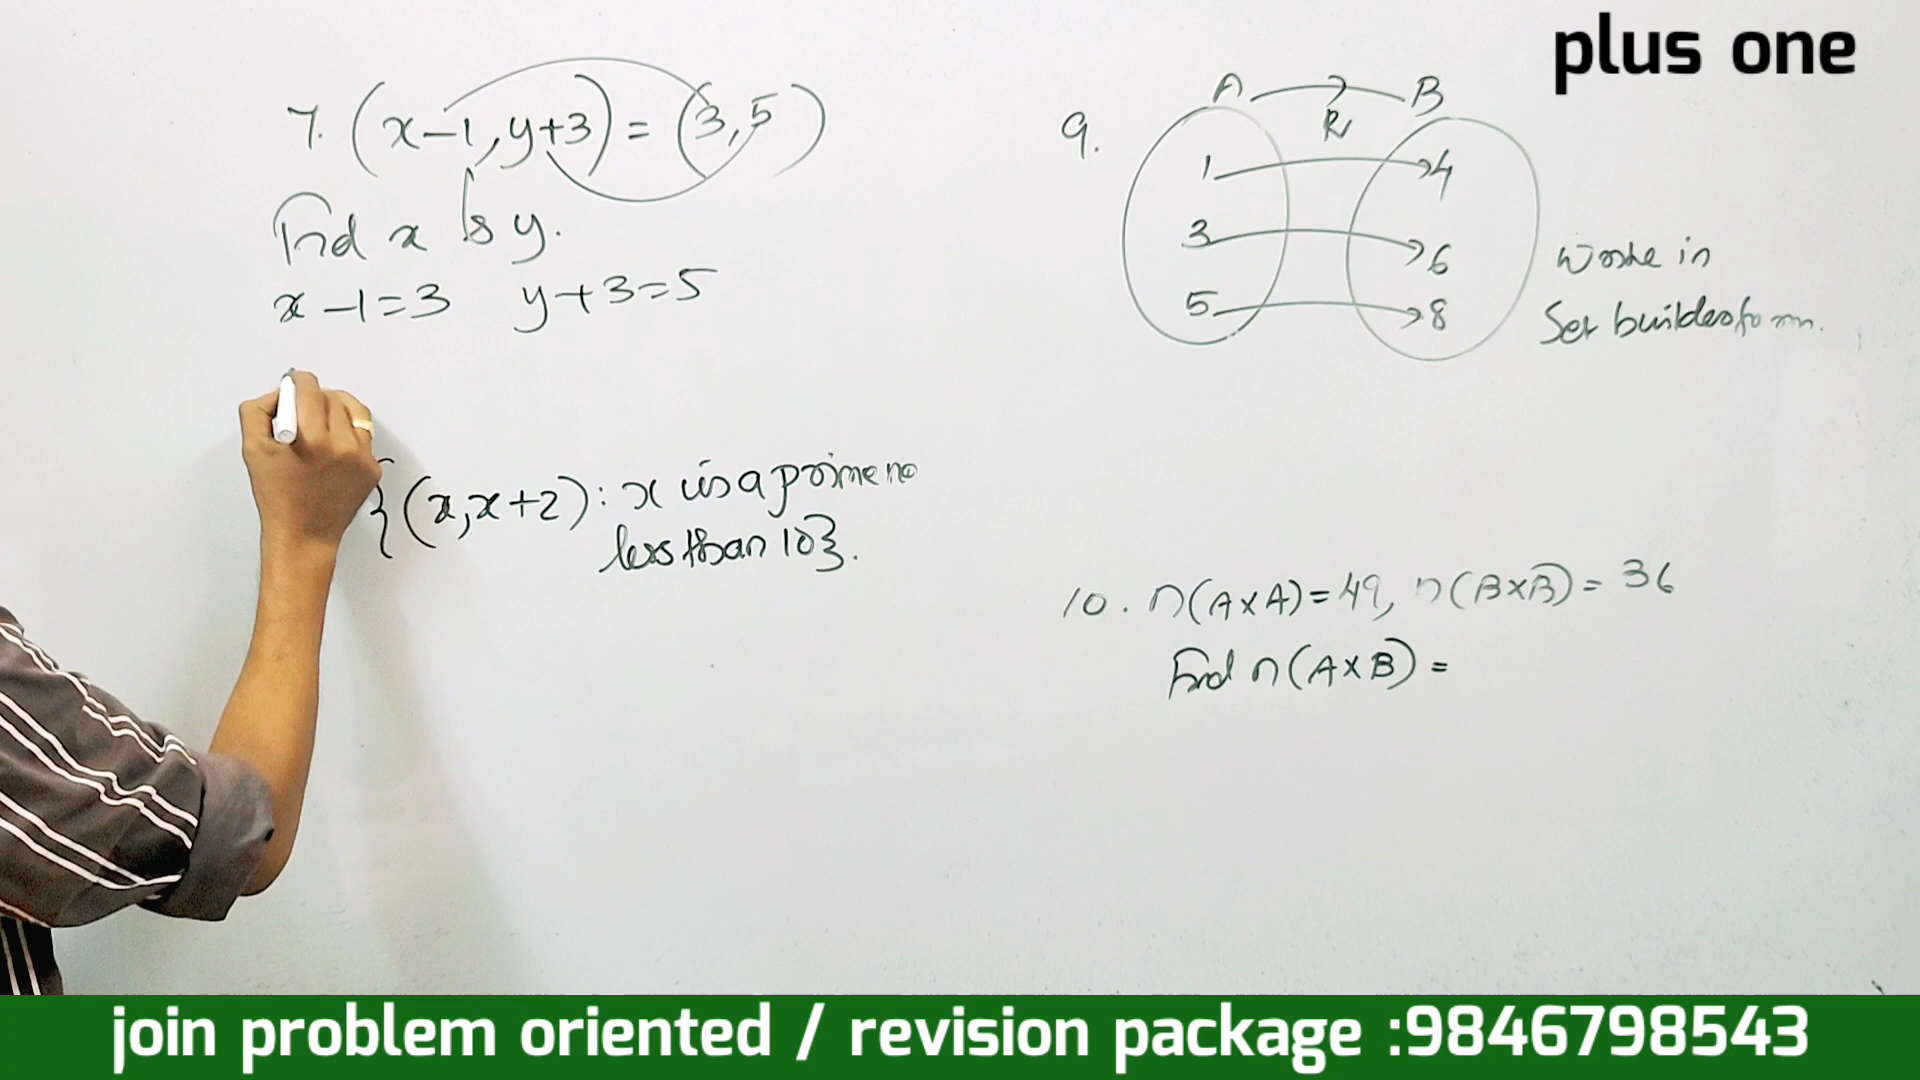 plus one
7. (x-1, y+3) = (3, 5)
Find x & y.
x-1=3 y+3=5
{(x, x+2) : x is a prime no
less than 10}.
9.
A → B
R
1 → 4
3 → 6
5 → 8
Write in
Set builder form.
10. n(A×A) = 49, n(B×B) = 36
Find n(A×B) =
join problem oriented / revision package :9846798543